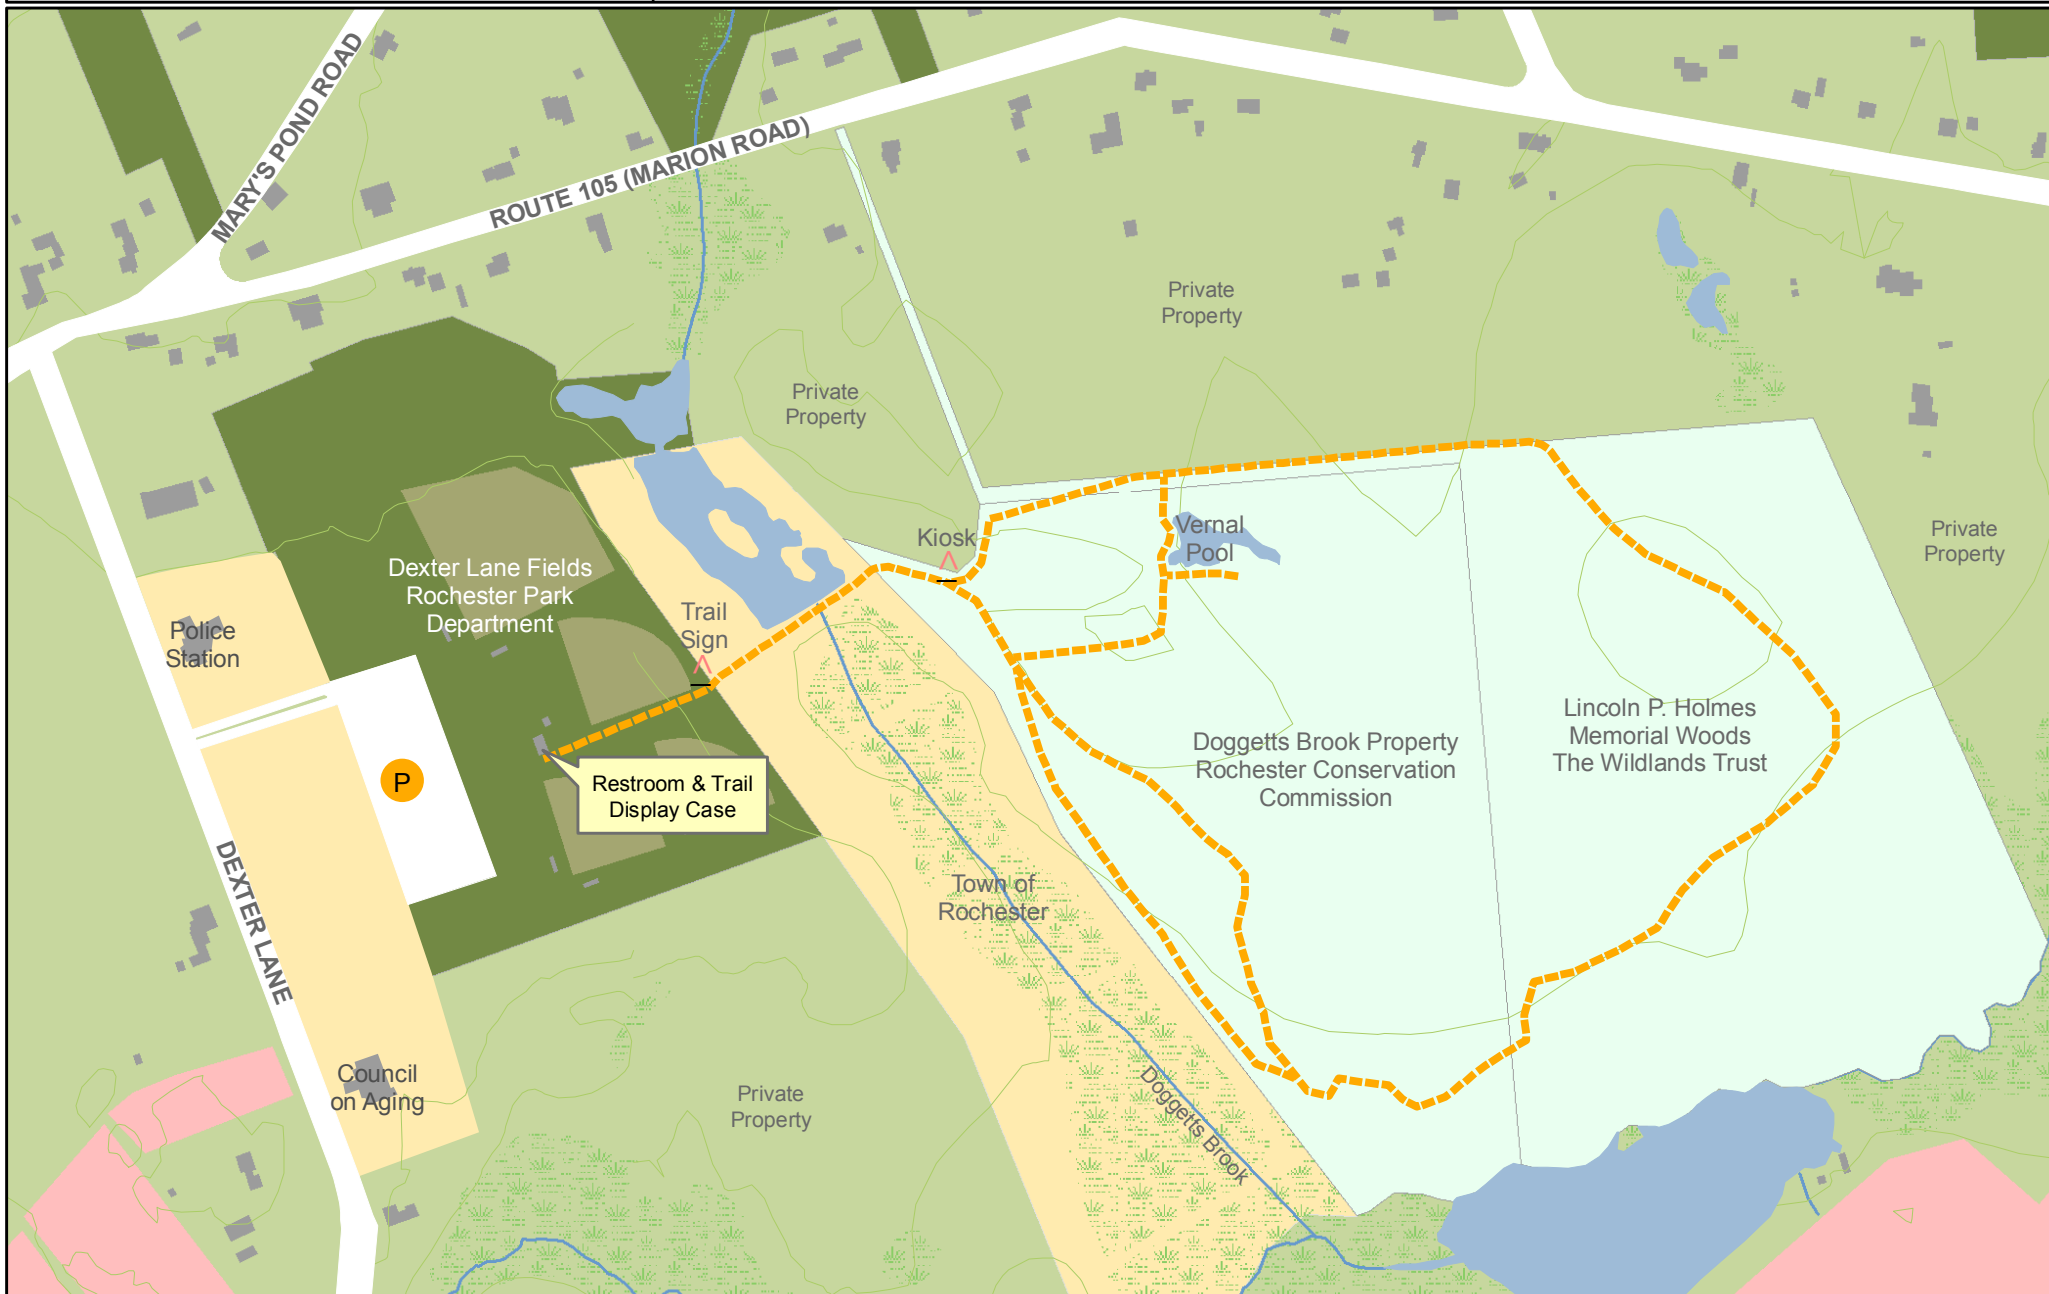 MARY'S POND ROAD
ROUTE 105 (MARION ROAD)
Private
Property
Private
Property
Private
Property
Kiosk
Vernal
Pool
Dexter Lane Fields
Rochester Park
Department
Trail
Sign
Police
Station
P
Restroom & Trail
Display Case
Doggetts Brook Property
Rochester Conservation
Commission
Lincoln P. Holmes
Memorial Woods
The Wildlands Trust
DEXTER LANE
Town of
Rochester
Council
on Aging
Private
Property
Doggetts Brook